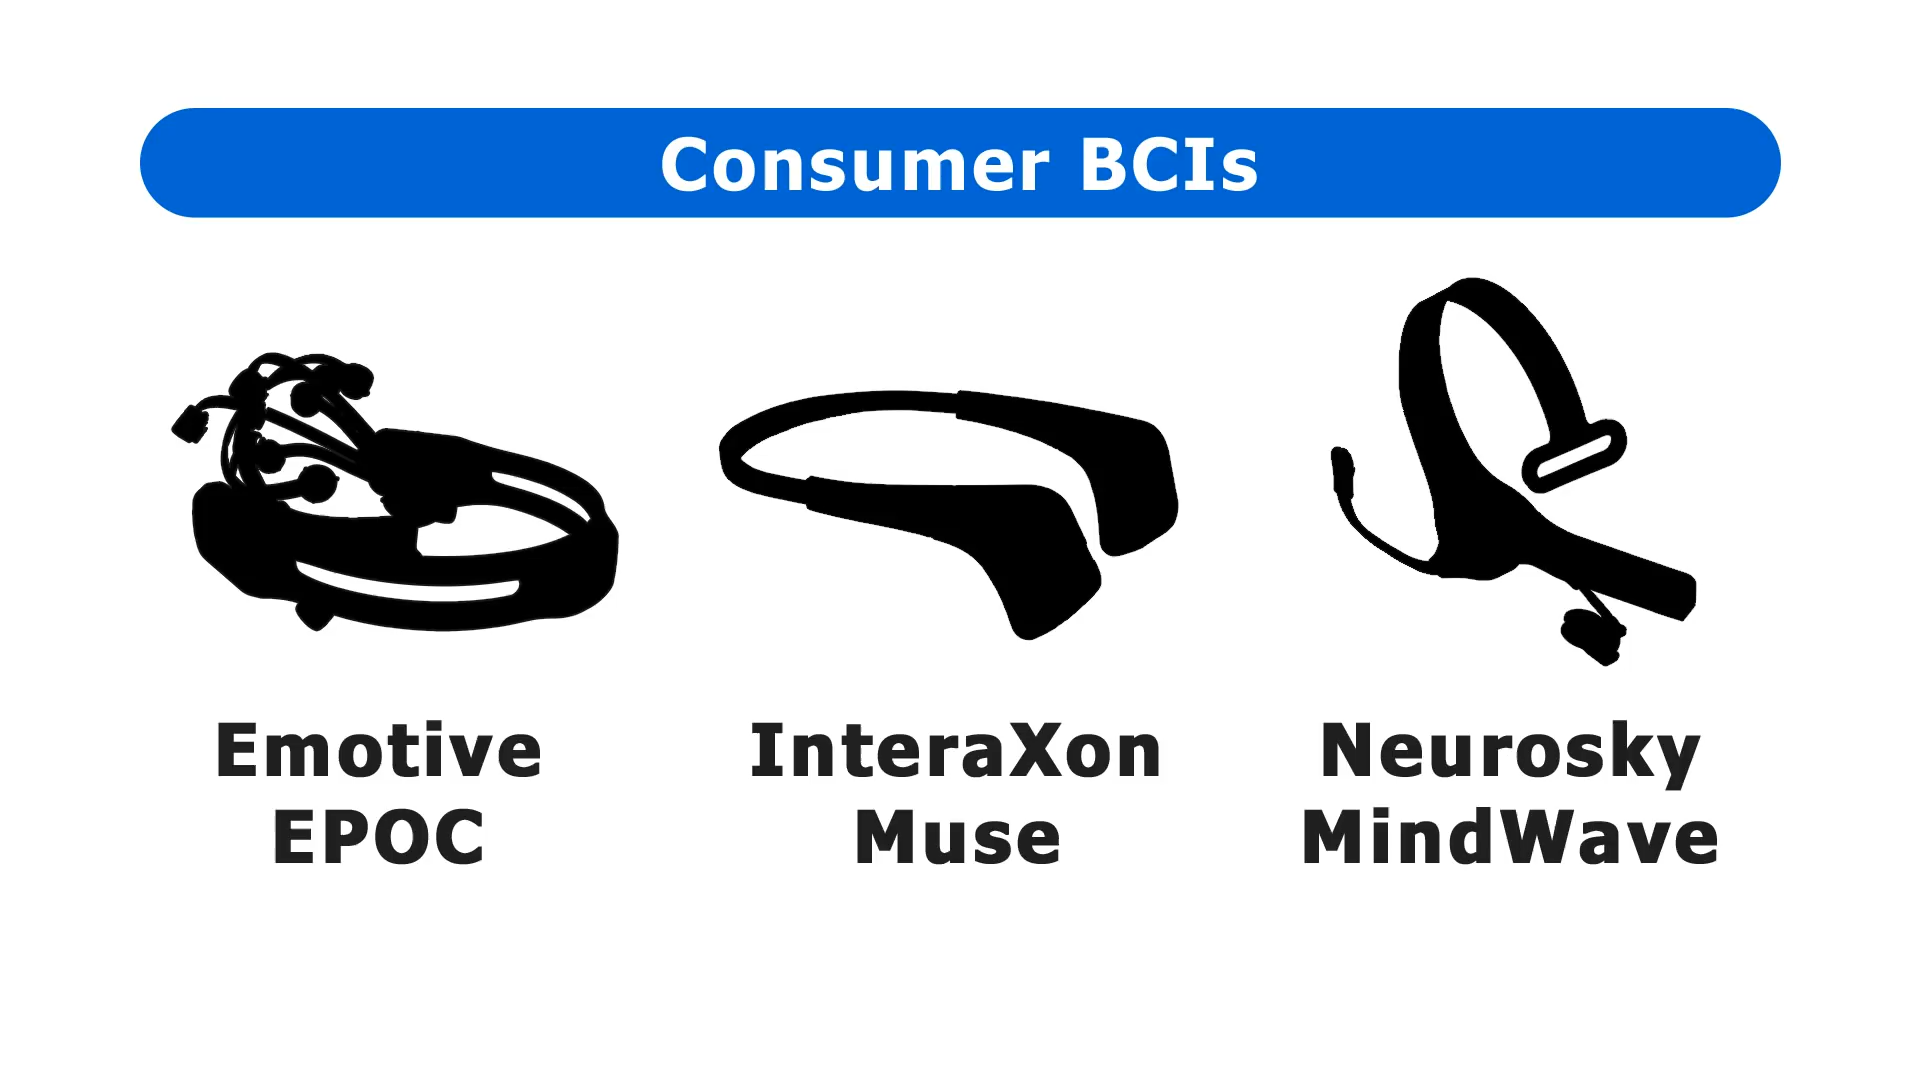 Consumer BCIs
Emotive
EPOC
InteraXon
Muse
Neurosky
MindWave